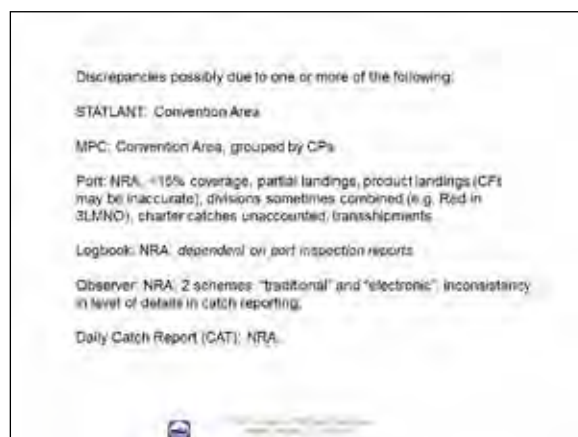 Discrepancies possibly due to one or more of the following:
STATLANT: Convention Area
MPC: Convention Area, grouped by CPs
Port: NRA, <15% coverage, partial landings, product landings (CFs
may be inaccurate), divisions sometimes combined (e.g. Red in
3LMNO), charter catches unaccounted, transshipments
Logbook: NRA: dependent on port inspection reports
Observer: NRA: 2 schemes: "traditional" and "electronic", inconsistency
in level of details in catch reporting.
Daily Catch Report (CAT): NRA.